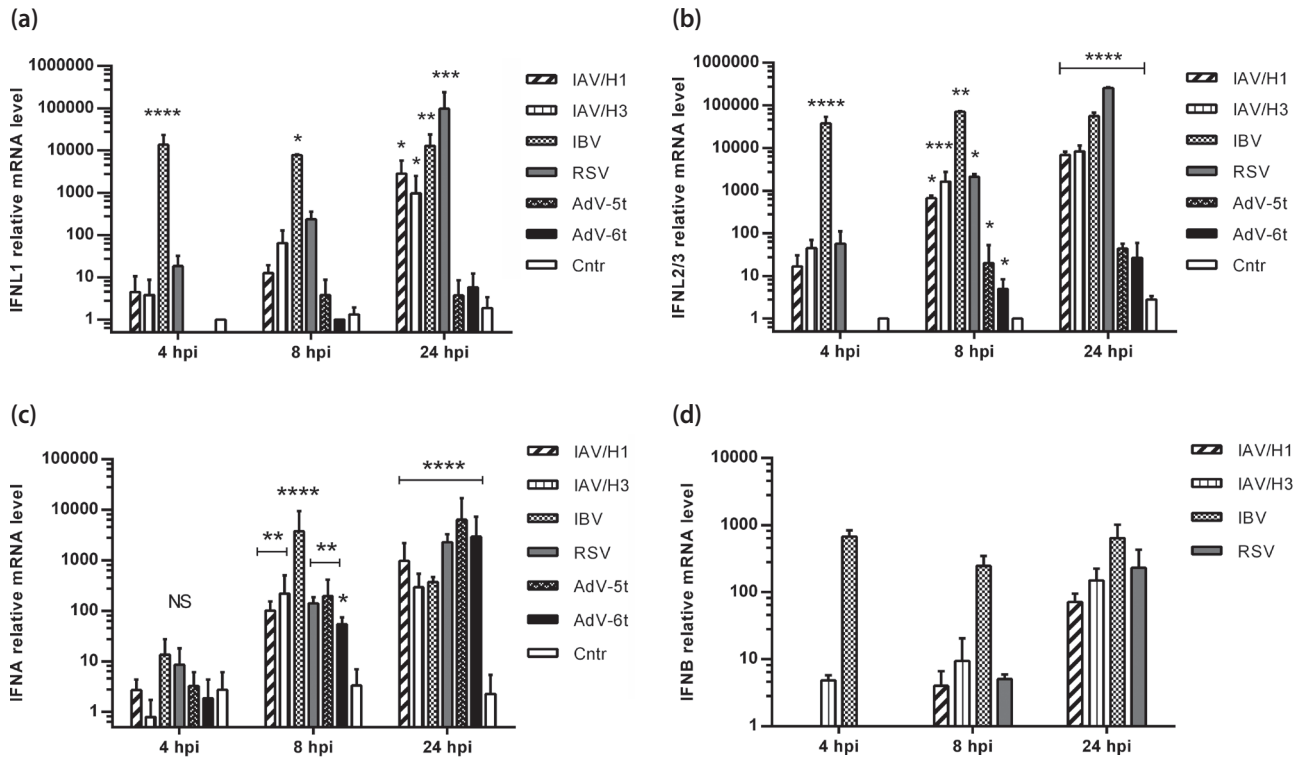 (a)
IFNL1 relative mRNA level
1000000
100000
10000
1000
100
10
1
****
*
*
*
**
***
4 hpi
8 hpi
24 hpi
IAV/H1
IAV/H3
IBV
RSV
AdV-5t
AdV-6t
Cntr
(b)
IFNL2/3 relative mRNA level
1000000
100000
10000
1000
100
10
1
****
*
***
**
*
*
*
****
4 hpi
8 hpi
24 hpi
IAV/H1
IAV/H3
IBV
RSV
AdV-5t
AdV-6t
Cntr
(c)
IFNA relative mRNA level
100000
10000
1000
100
10
1
NS
**
****
**
*
****
4 hpi
8 hpi
24 hpi
IAV/H1
IAV/H3
IBV
RSV
AdV-5t
AdV-6t
Cntr
(d)
IFNB relative mRNA level
10000
1000
100
10
1
4 hpi
8 hpi
24 hpi
IAV/H1
IAV/H3
IBV
RSV